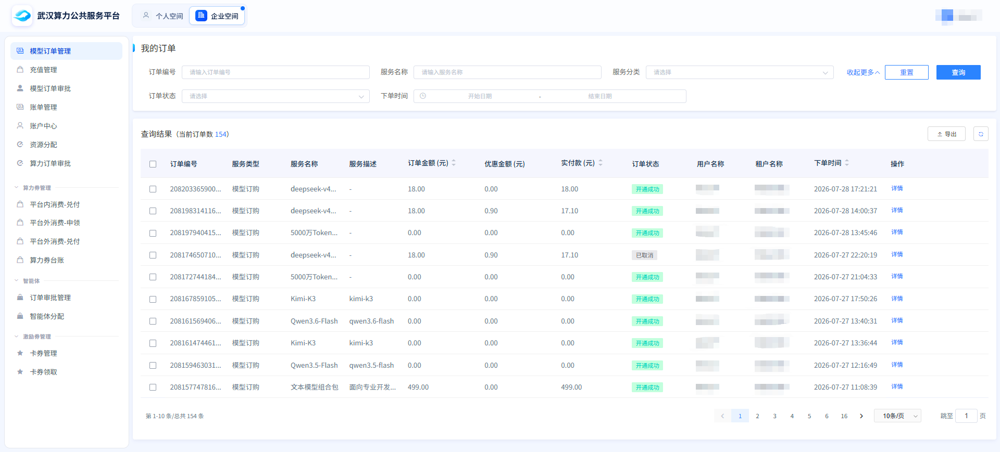 武汉算力公共服务平台
个人空间
企业空间
模型订单管理
充值管理
模型订单审批
账单管理
账户中心
资源分配
算力订单审批
算力券管理
平台内消费-兑付
平台外消费-申领
平台外消费-兑付
算力券台账
智能体
订单审批管理
智能体分配
激励券管理
卡券管理
卡券领取
我的订单
订单编号 请输入订单编号 服务名称 请输入服务名称 服务分类 请选择 收起更多 重置 查询
订单状态 请选择 下单时间 开始日期 - 结束日期
查询结果（当前订单数 154） 导出
订单编号 服务类型 服务名称 服务描述 订单金额 (元) 优惠金额 (元) 实付款 (元) 订单状态 用户名称 租户名称 下单时间 操作
208203365900... 模型订购 deepseek-v4... - 18.00 0.00 18.00 开通成功 2026-07-28 17:21:21 详情
208198314116... 模型订购 deepseek-v4... - 18.00 0.90 17.10 开通成功 2026-07-28 14:00:37 详情
208197940415... 模型订购 5000万Token... - 0.00 0.00 0.00 开通成功 2026-07-28 13:45:46 详情
208174650710... 模型订购 deepseek-v4... - 18.00 0.90 17.10 已取消 2026-07-27 22:20:19 详情
208172744184... 模型订购 5000万Token... - 0.00 0.00 0.00 开通成功 2026-07-27 21:04:33 详情
208167859105... 模型订购 Kimi-K3 kimi-k3 0.00 0.00 0.00 开通成功 2026-07-27 17:50:26 详情
208161569406... 模型订购 Qwen3.6-Flash qwen3.6-flash 0.00 0.00 0.00 开通成功 2026-07-27 13:40:31 详情
208161474461... 模型订购 Kimi-K3 kimi-k3 0.00 0.00 0.00 开通成功 2026-07-27 13:36:44 详情
208159463031... 模型订购 Qwen3.5-Flash qwen3.5-flash 0.00 0.00 0.00 开通成功 2026-07-27 12:16:49 详情
208157747816... 模型订购 文本模型组合包 面向专业开发... 499.00 0.00 499.00 开通成功 2026-07-27 11:08:39 详情
第 1-10 条/总共 154 条 1 2 3 4 5 6 16 10条/页 跳至 1 页